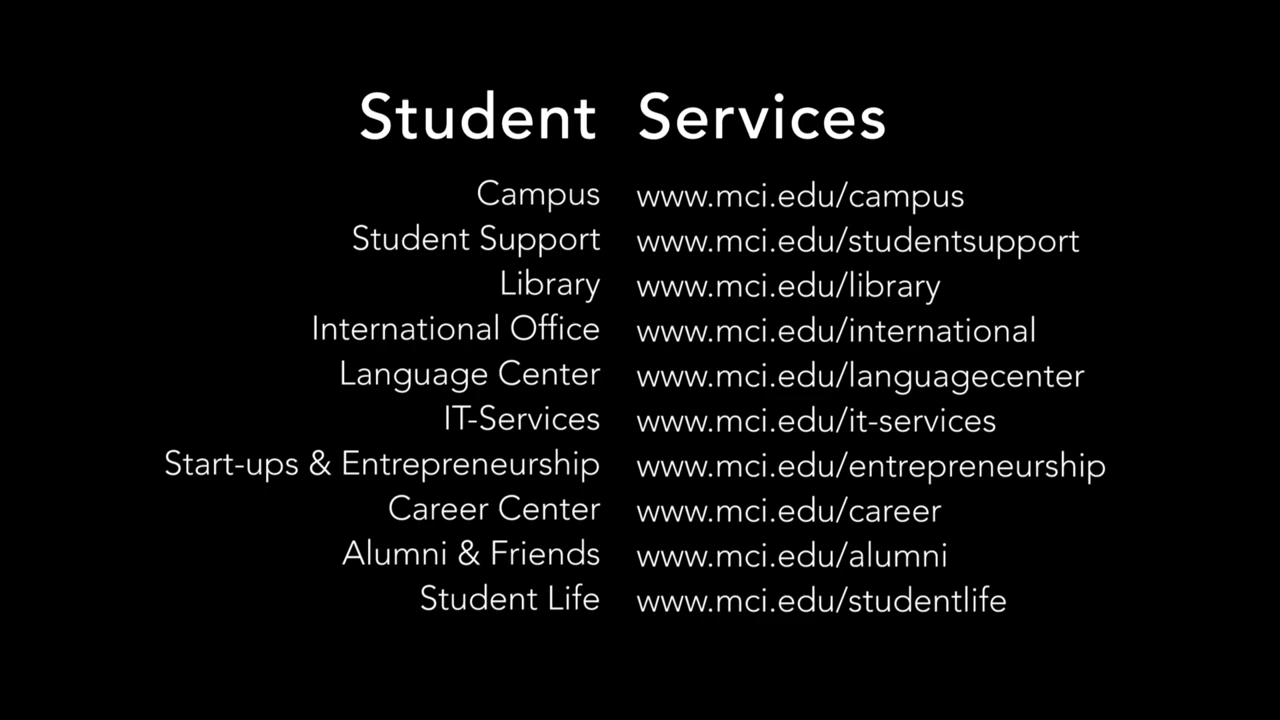 Student Services
Campus www.mci.edu/campus
Student Support www.mci.edu/studentsupport
Library www.mci.edu/library
International Office www.mci.edu/international
Language Center www.mci.edu/languagecenter
IT-Services www.mci.edu/it-services
Start-ups & Entrepreneurship www.mci.edu/entrepreneurship
Career Center www.mci.edu/career
Alumni & Friends www.mci.edu/alumni
Student Life www.mci.edu/studentlife